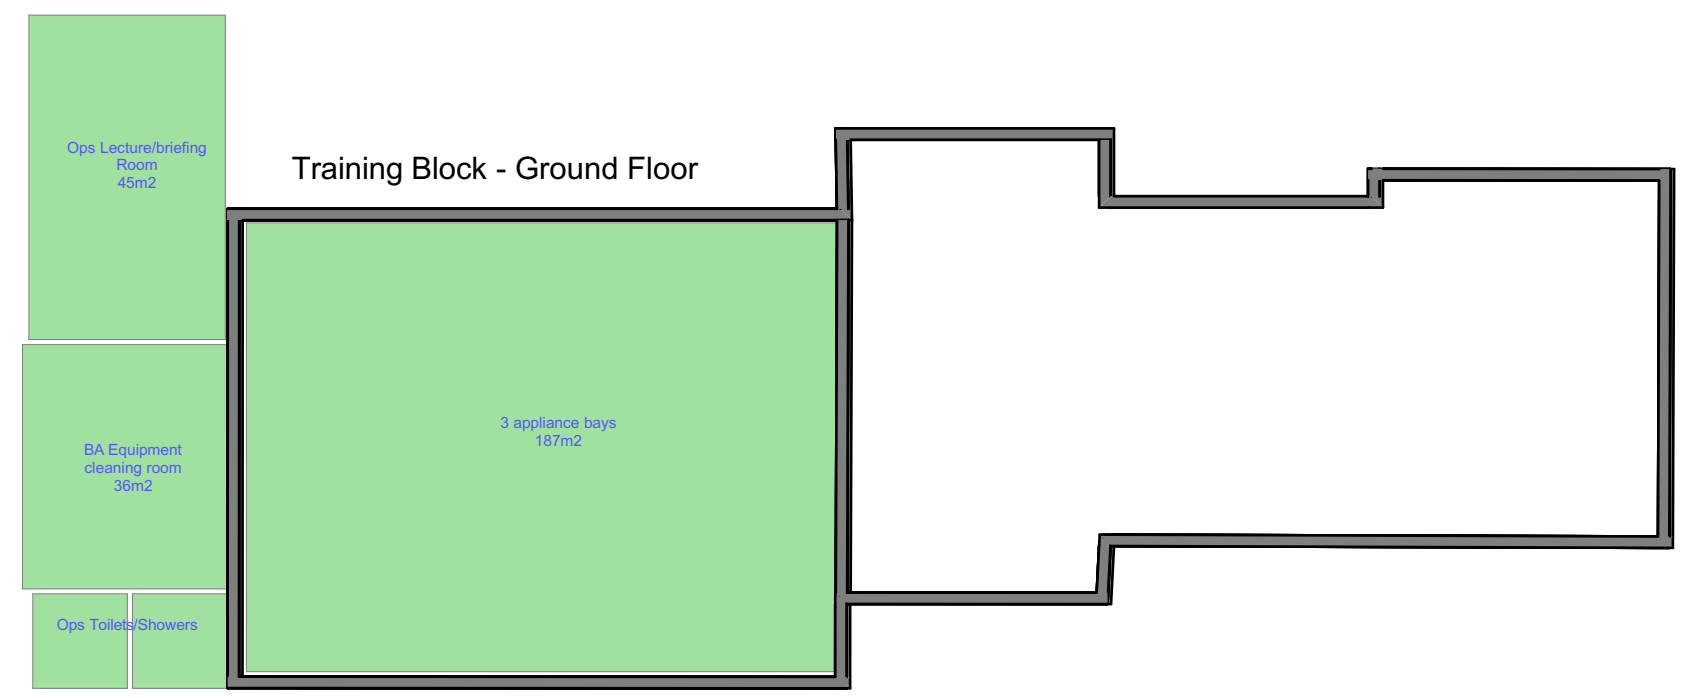 Ops Lecture/briefing
Room
45m2
Training Block - Ground Floor
3 appliance bays
187m2
BA Equipment
cleaning room
36m2
Ops Toilets/Showers